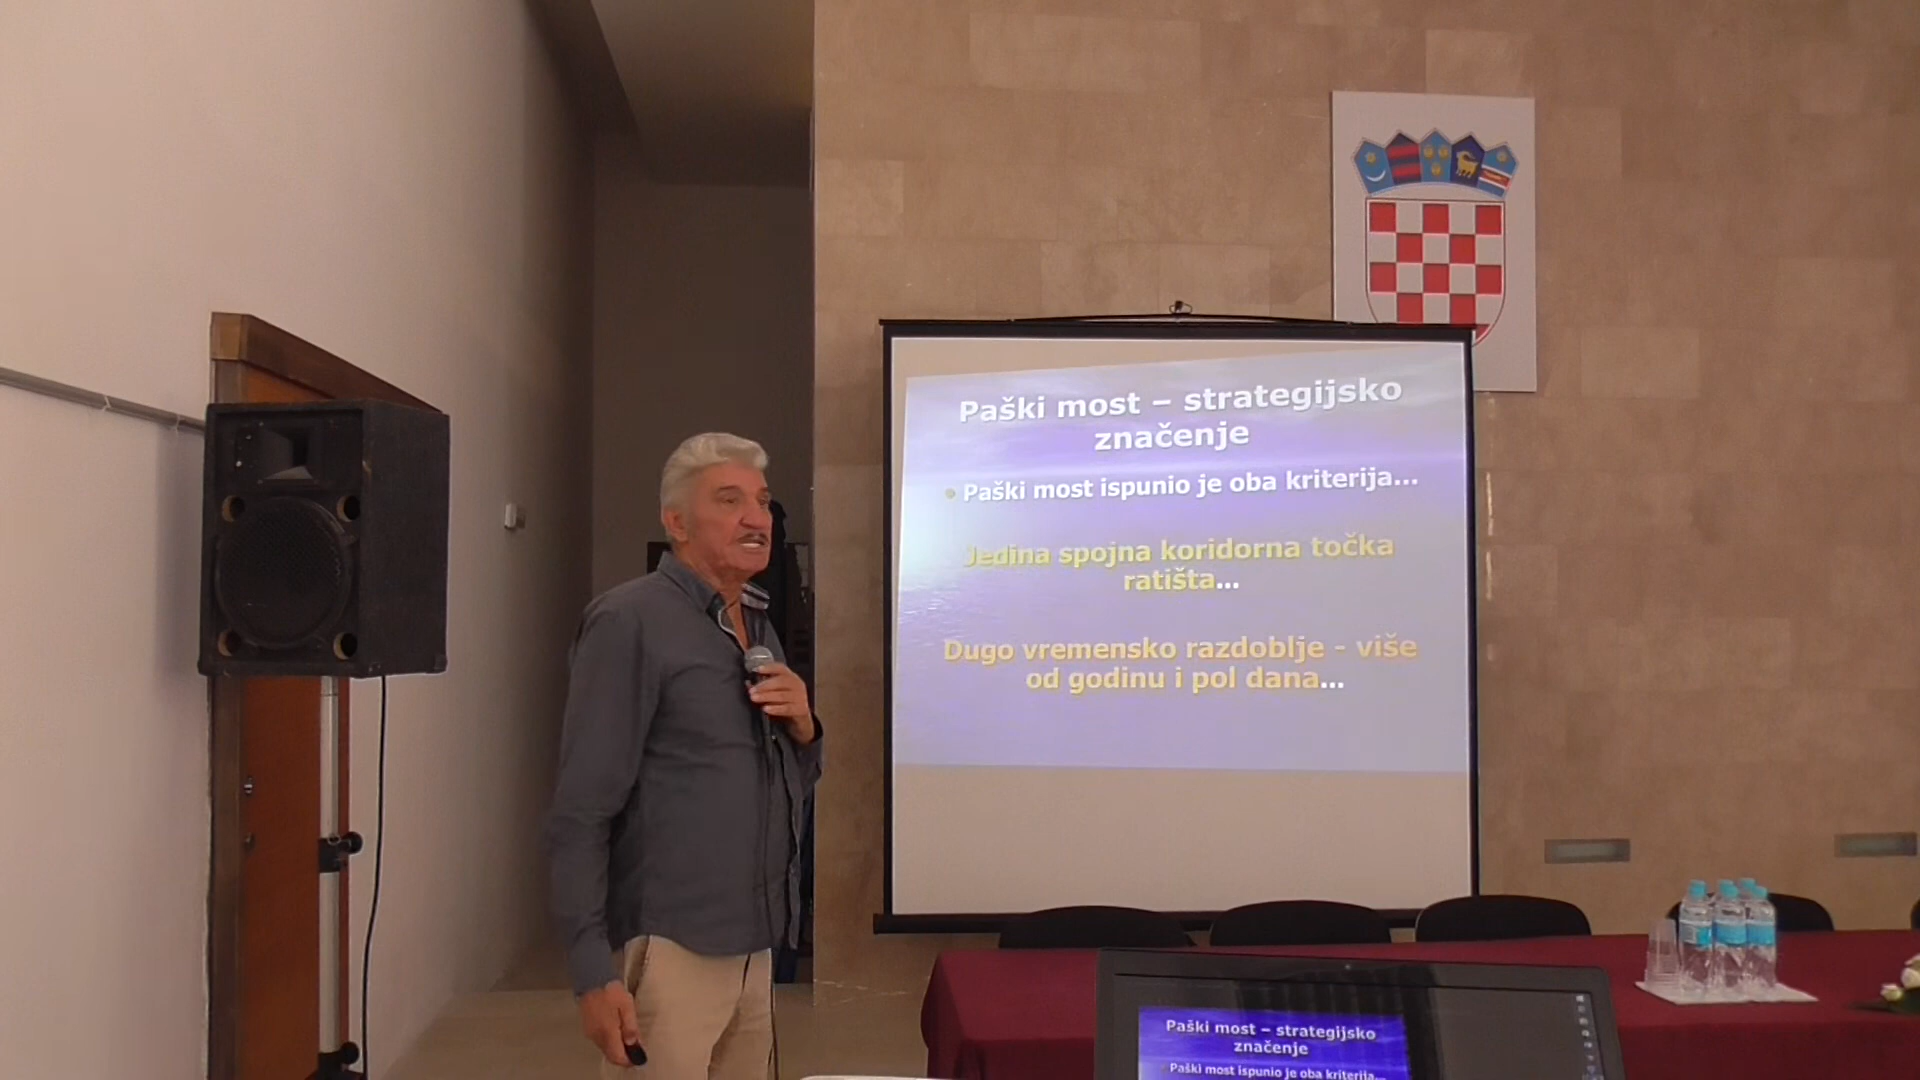 Paški most – strategijsko
značenje
• Paški most ispunio je oba kriterija...
Jedina spojna koridorna točka
ratišta...
Dugo vremensko razdoblje - više
od godinu i pol dana...
Paški most – strategijsko
značenje
Paški most ispunio je oba kriterija...